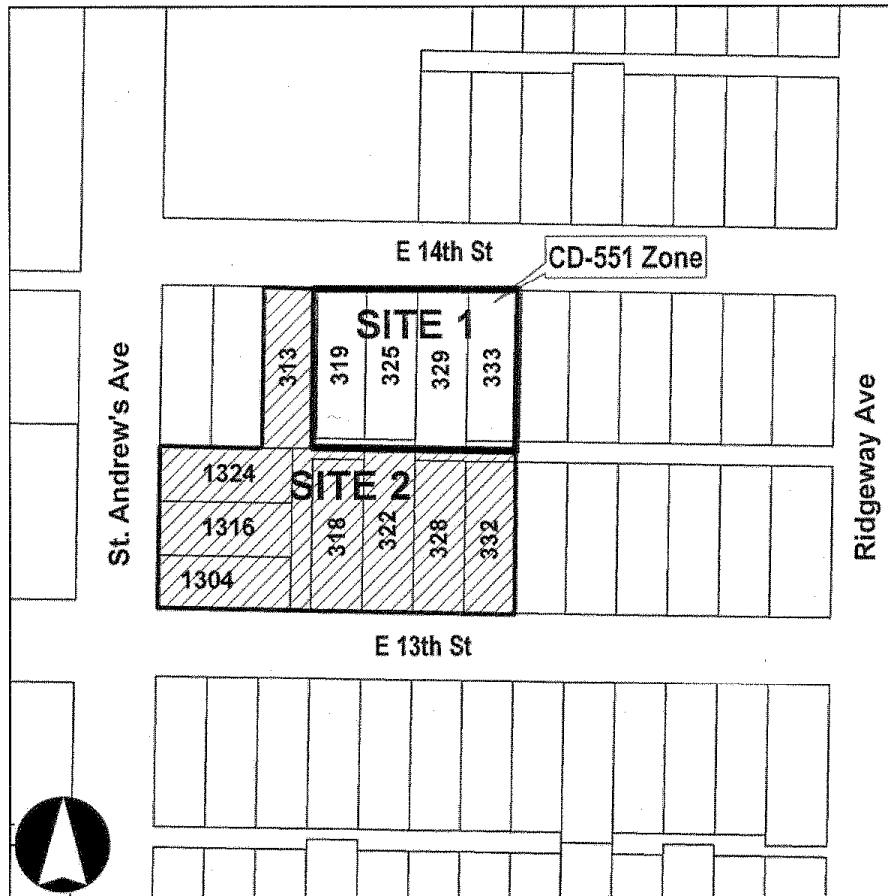 E 14th St
CD-551 Zone
SITE 1
313
319
325
329
333
St. Andrew's Ave
Ridgeway Ave
1324
SITE 2
1316
318
322
328
332
1304
E 13th St